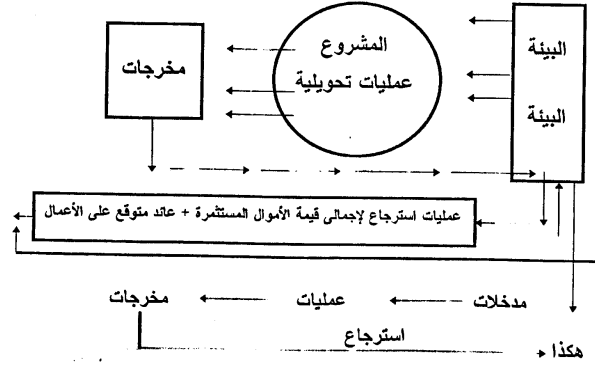 البيئة
البيئة
المشروع
عمليات تحويلية
مخرجات
عمليات استرجاع لإجمالى قيمة الأموال المستثمرة + عائد متوقع على الأعمال
مدخلات
عمليات
مخرجات
استرجاع
هكذا